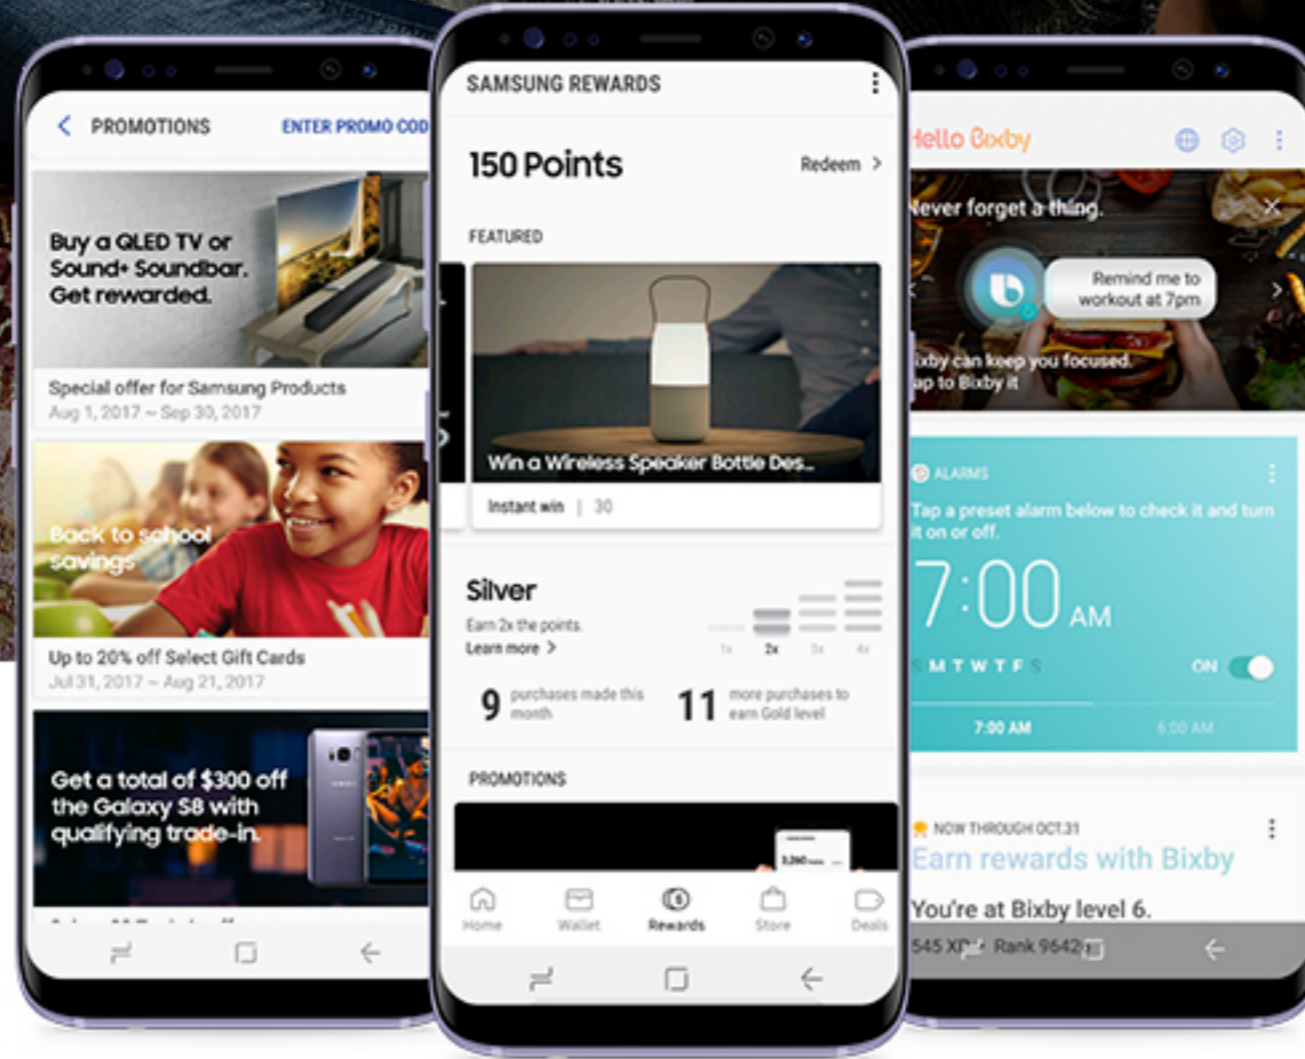 PROMOTIONS
ENTER PROMO COD
Buy a QLED TV or
Sound+ Soundbar.
Get rewarded.
Special offer for Samsung Products
Aug 1, 2017 ~ Sep 30, 2017
Back to school
savings
Up to 20% off Select Gift Cards
Jul 31, 2017 ~ Aug 21, 2017
Get a total of $300 off
the Galaxy S8 with
qualifying trade-in.
SAMSUNG REWARDS
150 Points
Redeem >
FEATURED
Win a Wireless Speaker Bottle Des...
Instant win | 30
Silver
Earn 2x the points.
Learn more >
1x 2x 3x 4x
9 purchases made this
month
11 more purchases to
earn Gold level
PROMOTIONS
3,260
Home Wallet Rewards Store Deals
Hello Bixby
Never forget a thing.
Remind me to
workout at 7pm
ixby can keep you focused.
ap to Bixby it
ALARMS
Tap a preset alarm below to check it and turn
it on or off.
7:00 AM
S M T W T F S
ON
7:00 AM
6:00 AM
NOW THROUGH OCT.31
Earn rewards with Bixby
You're at Bixby level 6.
545 XP
Rank 9642